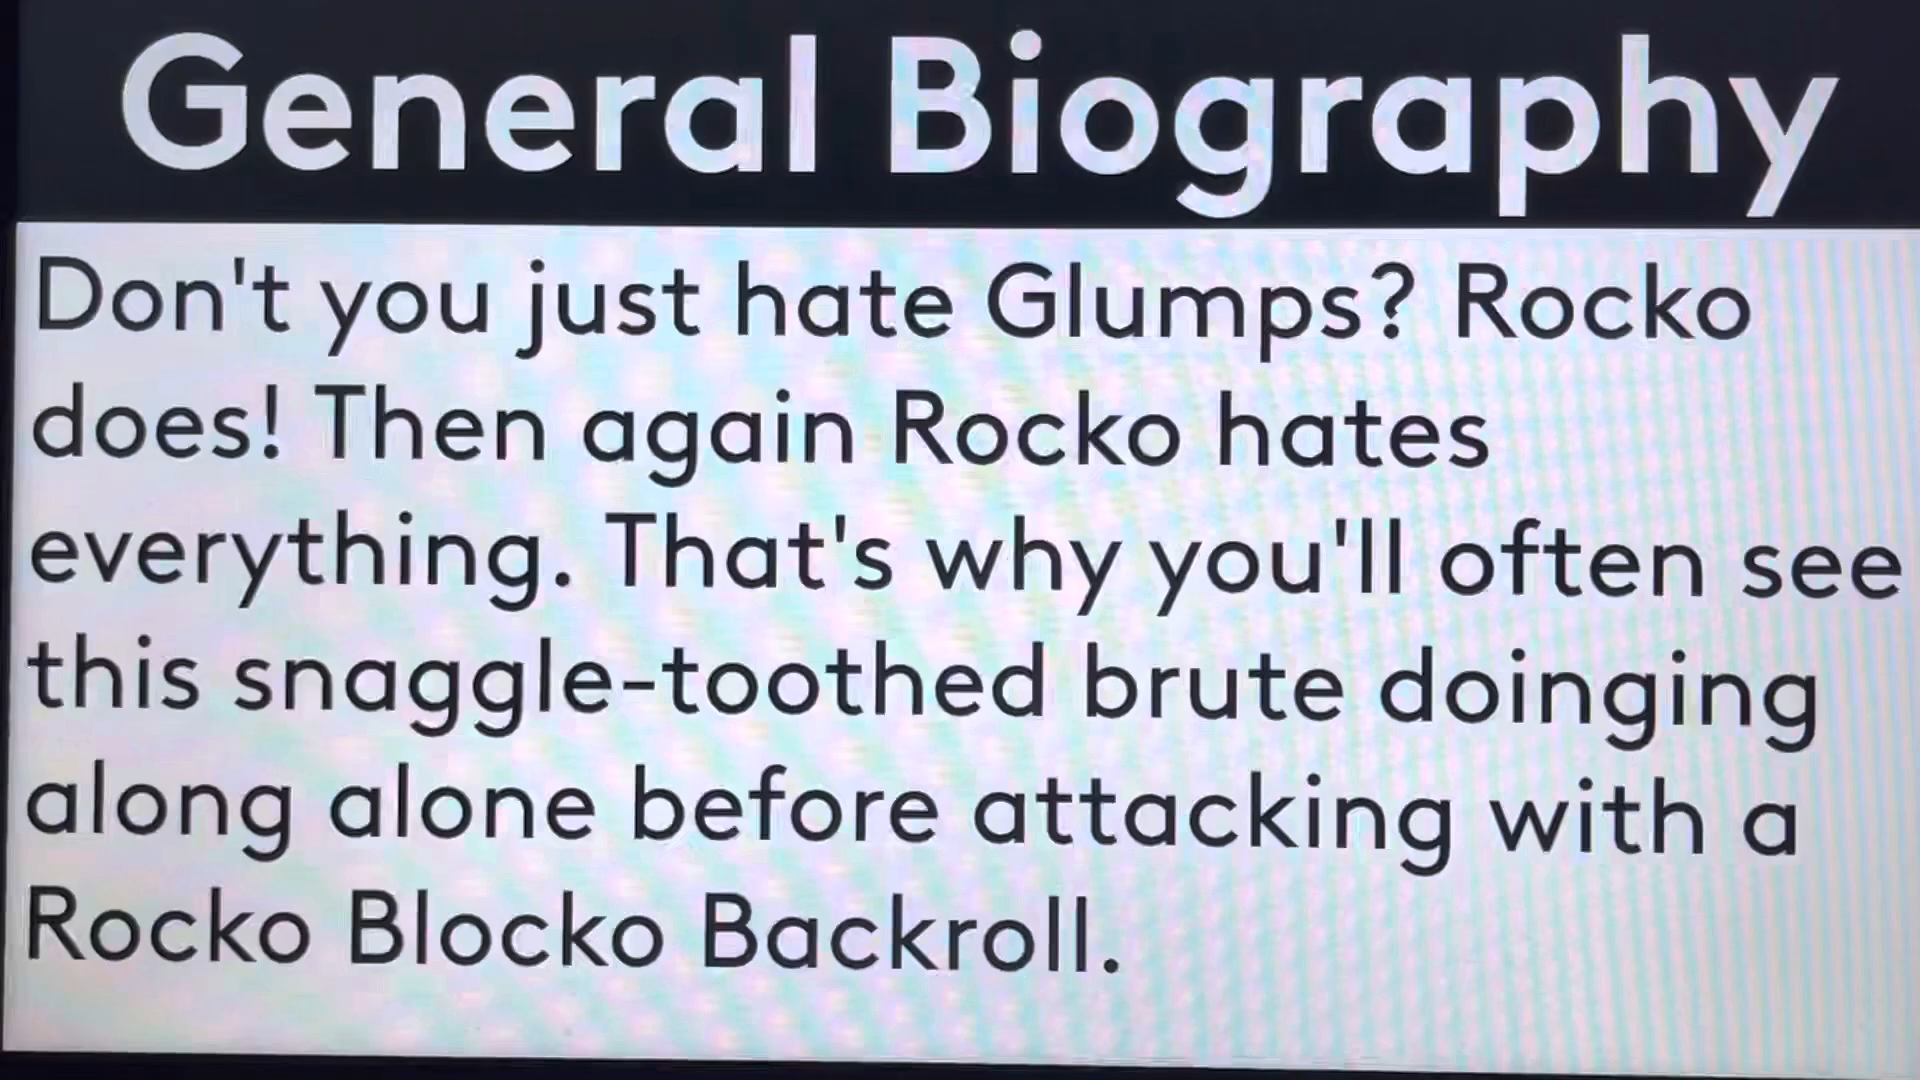 General Biography
Don't you just hate Glumps? Rocko
does! Then again Rocko hates
everything. That's why you'll often see
this snaggle-toothed brute doinging
along alone before attacking with a
Rocko Blocko Backroll.